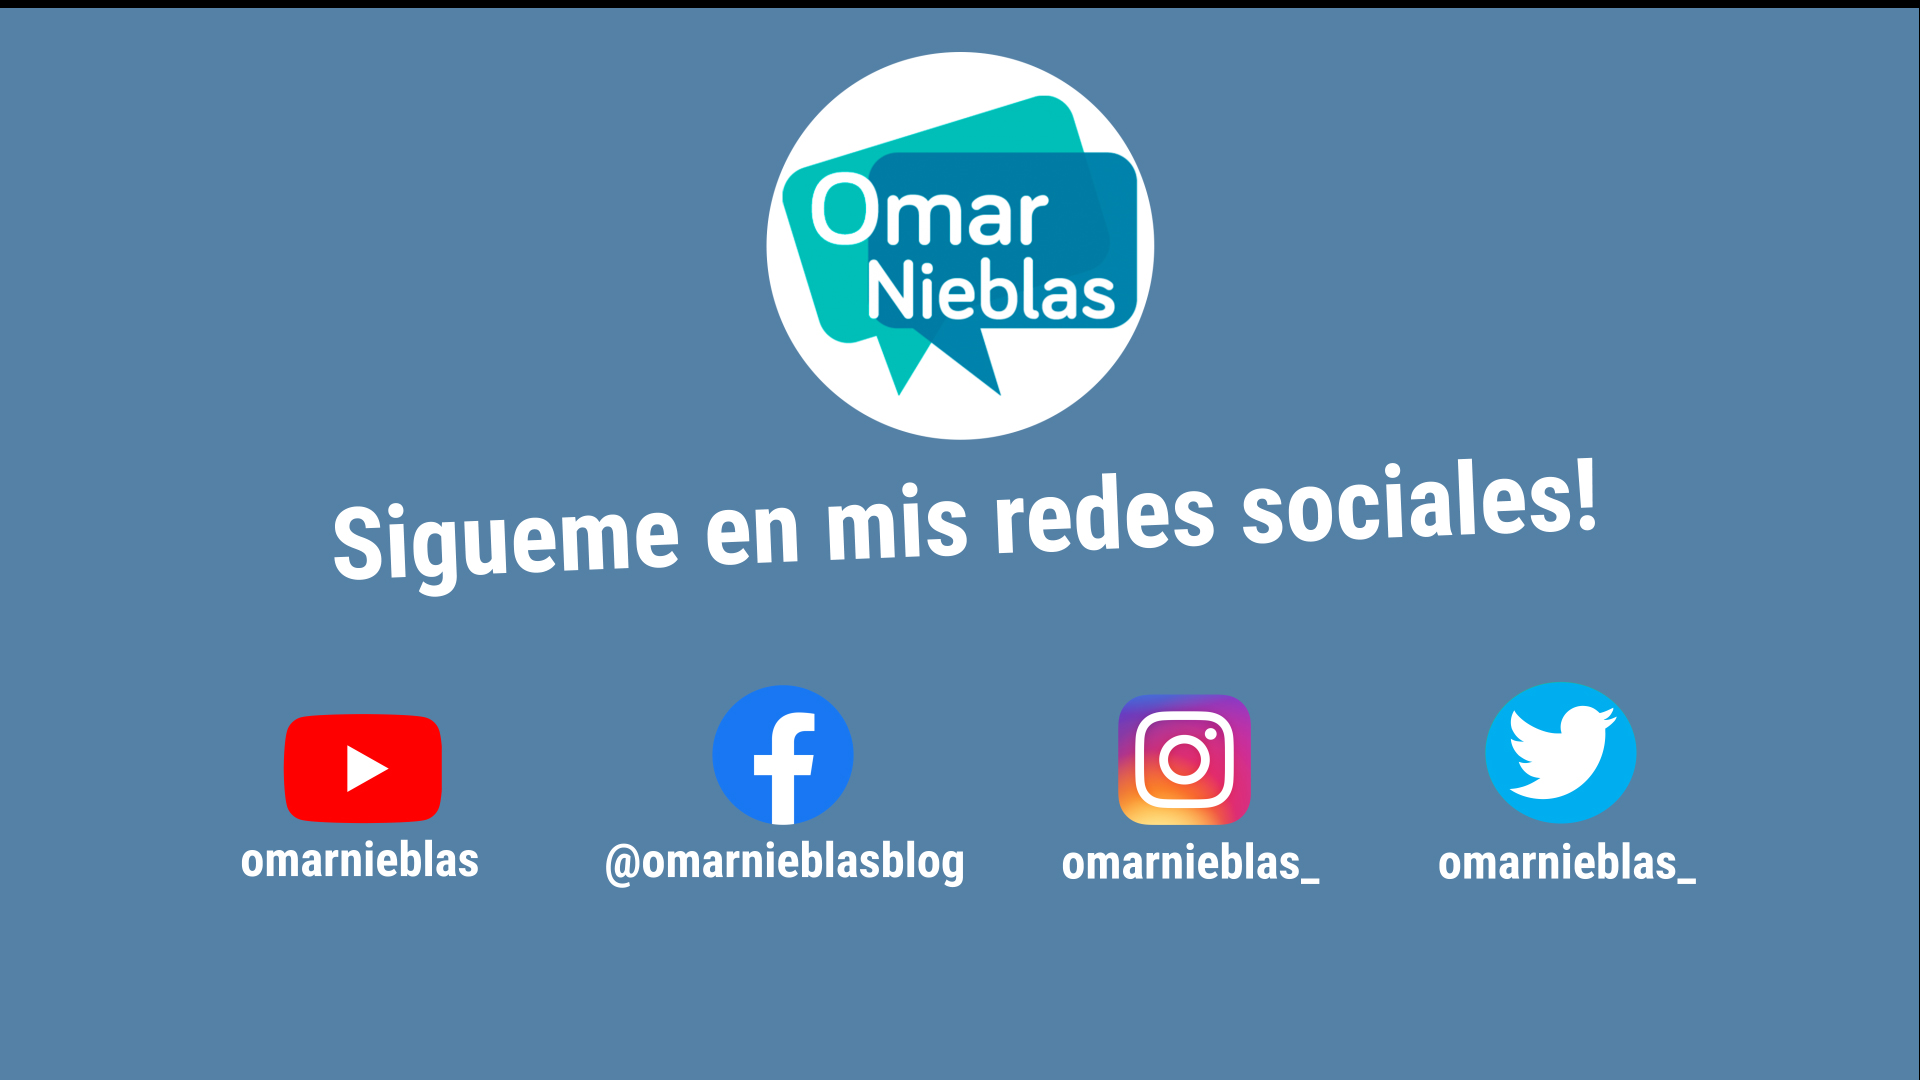 Omar
Nieblas
Sigueme en mis redes sociales!
omarnieblas
@omarnieblasblog
omarnieblas_
omarnieblas_